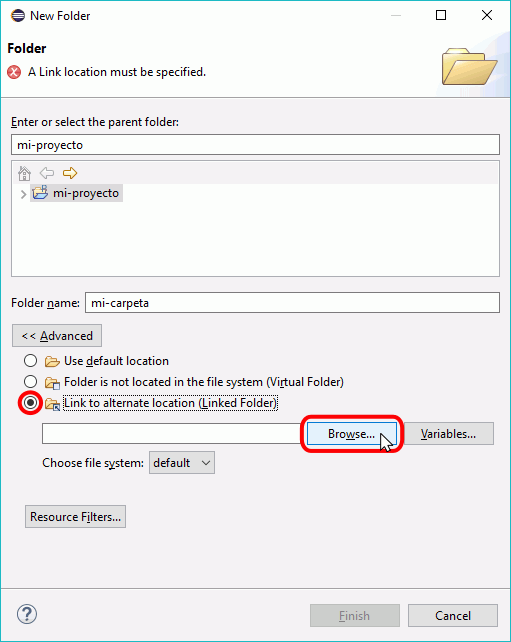 New Folder
Folder
A Link location must be specified.
Enter or select the parent folder:
mi-proyecto
mi-proyecto
Folder name: mi-carpeta
<< Advanced
Use default location
Folder is not located in the file system (Virtual Folder)
Link to alternate location (Linked Folder)
Browse... Variables...
Choose file system: default
Resource Filters...
? Finish Cancel